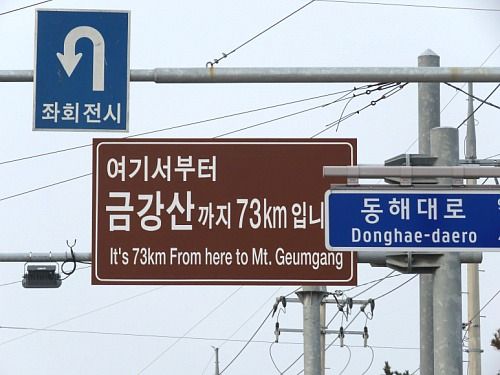 좌회전시
여기서부터
금강산까지 73km 입니
It's 73km From here to Mt. Geumgang
동해대로
Donghae-daero